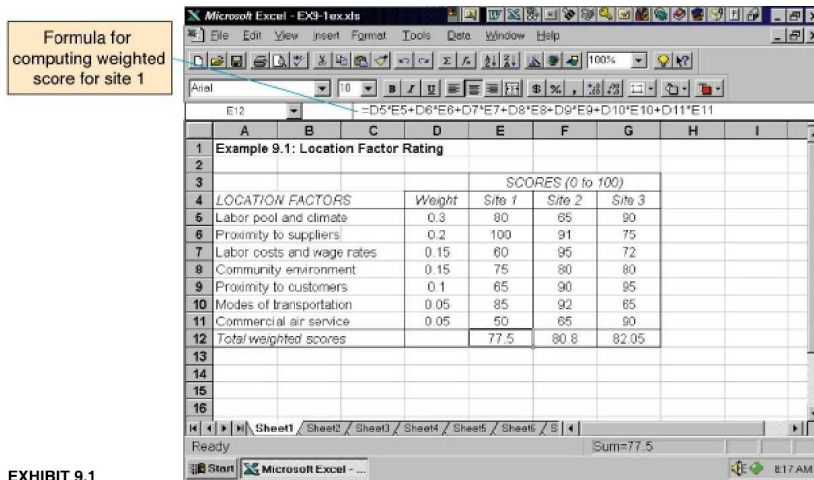 Formula for
computing weighted
score for site 1
Microsoft Excel - EX9-1ex.xls
File Edit View Insert Format Tools Data Window Help
100%
Arial 10 B I U $ % ,
E12 =D5*E5+D6*E6+D7*E7+D8*E8+D9*E9+D10*E10+D11*E11
A B C D E F G H I
1 Example 9.1: Location Factor Rating
2
3 SCORES (0 to 100)
4 LOCATION FACTORS Weight Site 1 Site 2 Site 3
5 Labor pool and climate 0.3 80 65 90
6 Proximity to suppliers 0.2 100 91 75
7 Labor costs and wage rates 0.15 60 95 72
8 Community environment 0.15 75 80 80
9 Proximity to customers 0.1 65 90 95
10 Modes of transportation 0.05 85 92 65
11 Commercial air service 0.05 50 65 90
12 Total weighted scores 77.5 80.8 82.05
13
14
15
16
Sheet1 Sheet2 Sheet3 Sheet4 Sheet5 Sheet6 S
Ready Sum=77.5
Start Microsoft Excel - ... 8:17 AM
EXHIBIT 9.1